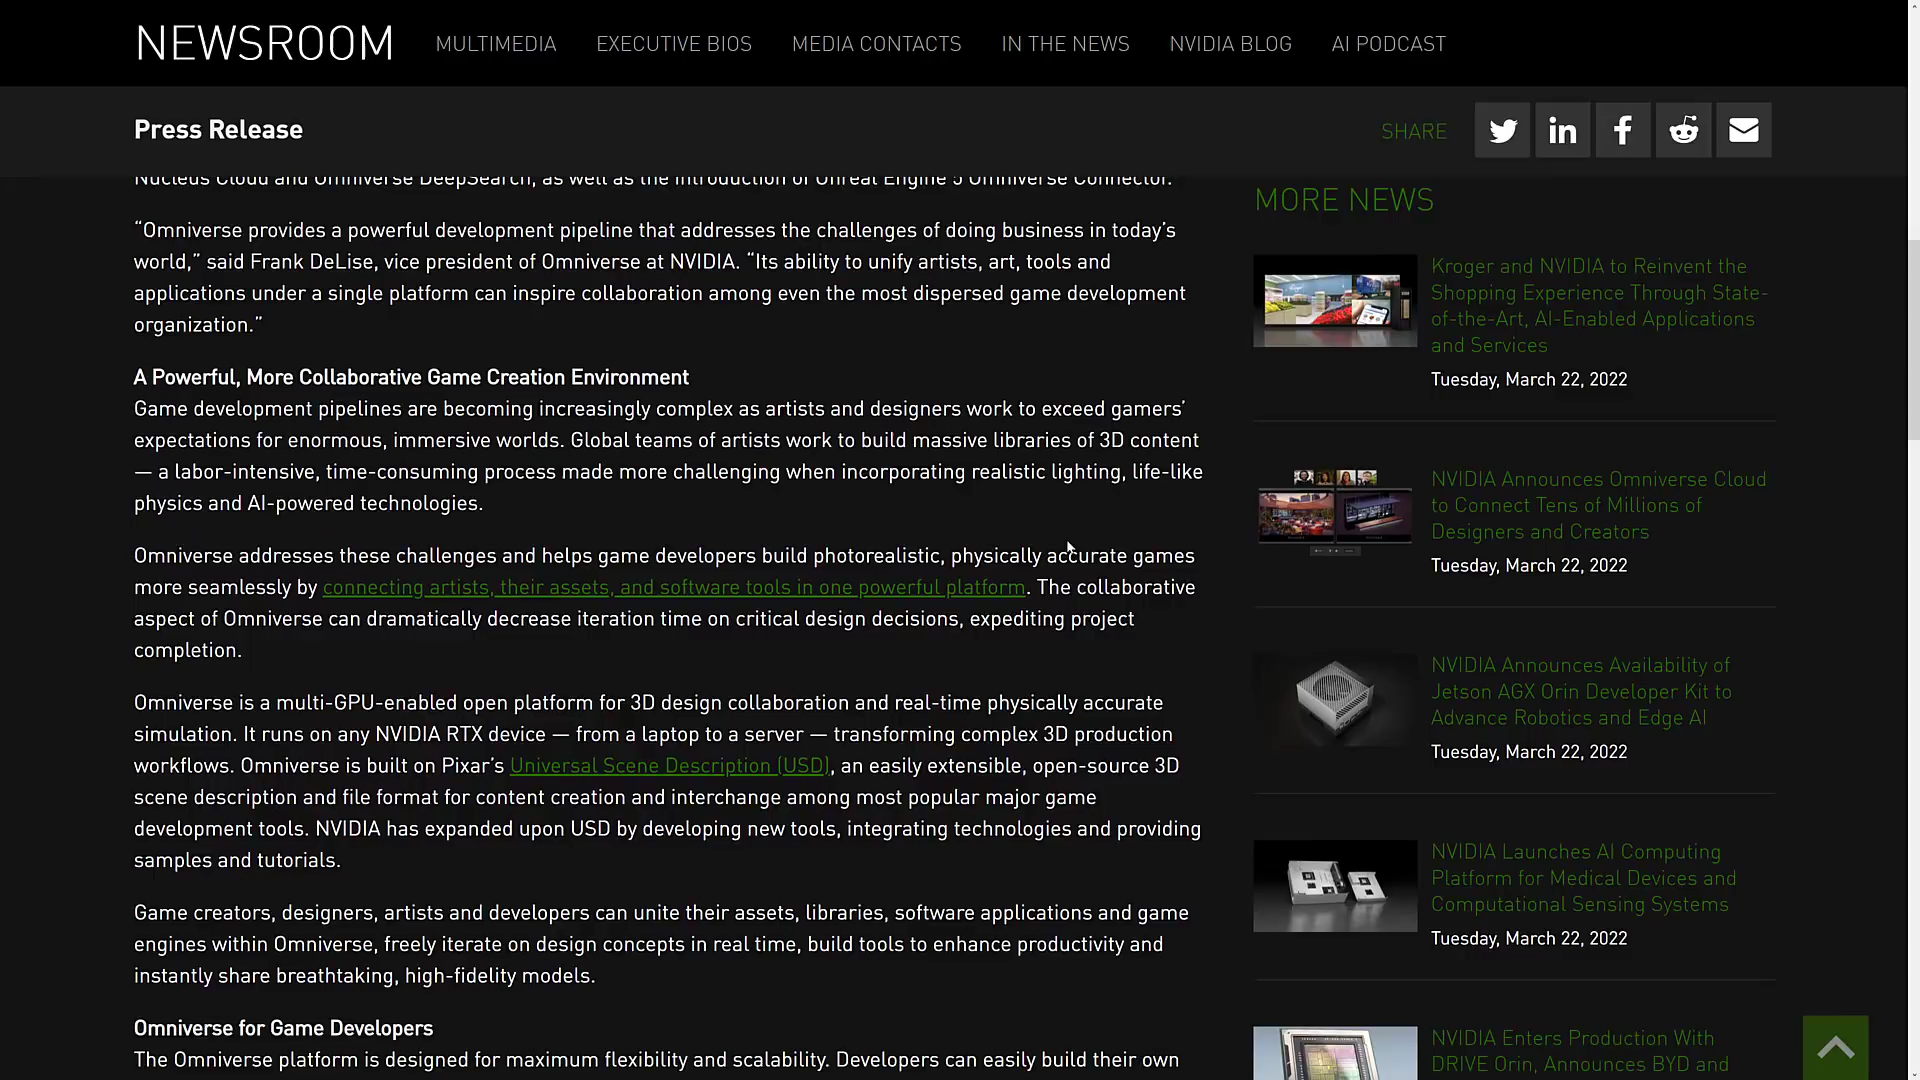 NEWSROOM MULTIMEDIA EXECUTIVE BIOS MEDIA CONTACTS IN THE NEWS NVIDIA BLOG AI PODCAST
Press Release
SHARE
Nucleus Cloud and Omniverse DeepSearch, as well as the introduction of Unreal Engine 5 Omniverse Connector.
“Omniverse provides a powerful development pipeline that addresses the challenges of doing business in today’s
world,” said Frank DeLise, vice president of Omniverse at NVIDIA. “Its ability to unify artists, art, tools and
applications under a single platform can inspire collaboration among even the most dispersed game development
organization.”
A Powerful, More Collaborative Game Creation Environment
Game development pipelines are becoming increasingly complex as artists and designers work to exceed gamers’
expectations for enormous, immersive worlds. Global teams of artists work to build massive libraries of 3D content
— a labor-intensive, time-consuming process made more challenging when incorporating realistic lighting, life-like
physics and AI-powered technologies.
Omniverse addresses these challenges and helps game developers build photorealistic, physically accurate games
more seamlessly by connecting artists, their assets, and software tools in one powerful platform. The collaborative
aspect of Omniverse can dramatically decrease iteration time on critical design decisions, expediting project
completion.
Omniverse is a multi-GPU-enabled open platform for 3D design collaboration and real-time physically accurate
simulation. It runs on any NVIDIA RTX device — from a laptop to a server — transforming complex 3D production
workflows. Omniverse is built on Pixar’s Universal Scene Description (USD), an easily extensible, open-source 3D
scene description and file format for content creation and interchange among most popular major game
development tools. NVIDIA has expanded upon USD by developing new tools, integrating technologies and providing
samples and tutorials.
Game creators, designers, artists and developers can unite their assets, libraries, software applications and game
engines within Omniverse, freely iterate on design concepts in real time, build tools to enhance productivity and
instantly share breathtaking, high-fidelity models.
Omniverse for Game Developers
The Omniverse platform is designed for maximum flexibility and scalability. Developers can easily build their own
MORE NEWS
Kroger and NVIDIA to Reinvent the
Shopping Experience Through State-
of-the-Art, AI-Enabled Applications
and Services
Tuesday, March 22, 2022
NVIDIA Announces Omniverse Cloud
to Connect Tens of Millions of
Designers and Creators
Tuesday, March 22, 2022
NVIDIA Announces Availability of
Jetson AGX Orin Developer Kit to
Advance Robotics and Edge AI
Tuesday, March 22, 2022
NVIDIA Launches AI Computing
Platform for Medical Devices and
Computational Sensing Systems
Tuesday, March 22, 2022
NVIDIA Enters Production With
DRIVE Orin, Announces BYD and